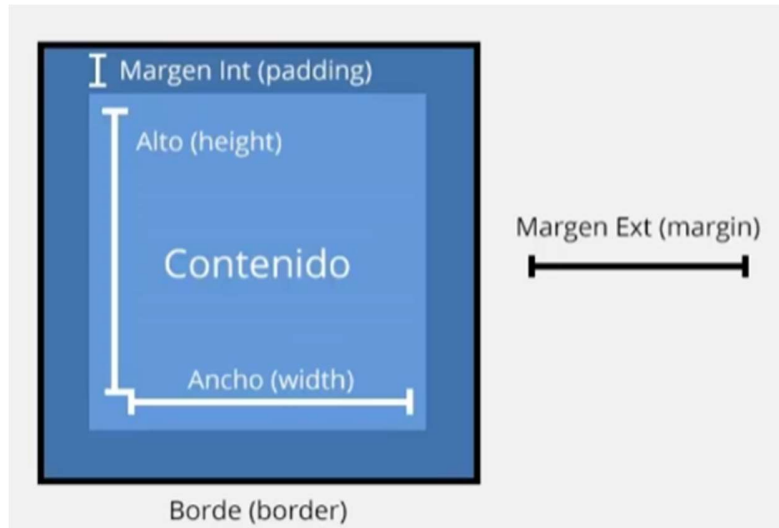 Margen Int (padding)
Alto (height)
Margen Ext (margin)
Contenido
Ancho (width)
Borde (border)